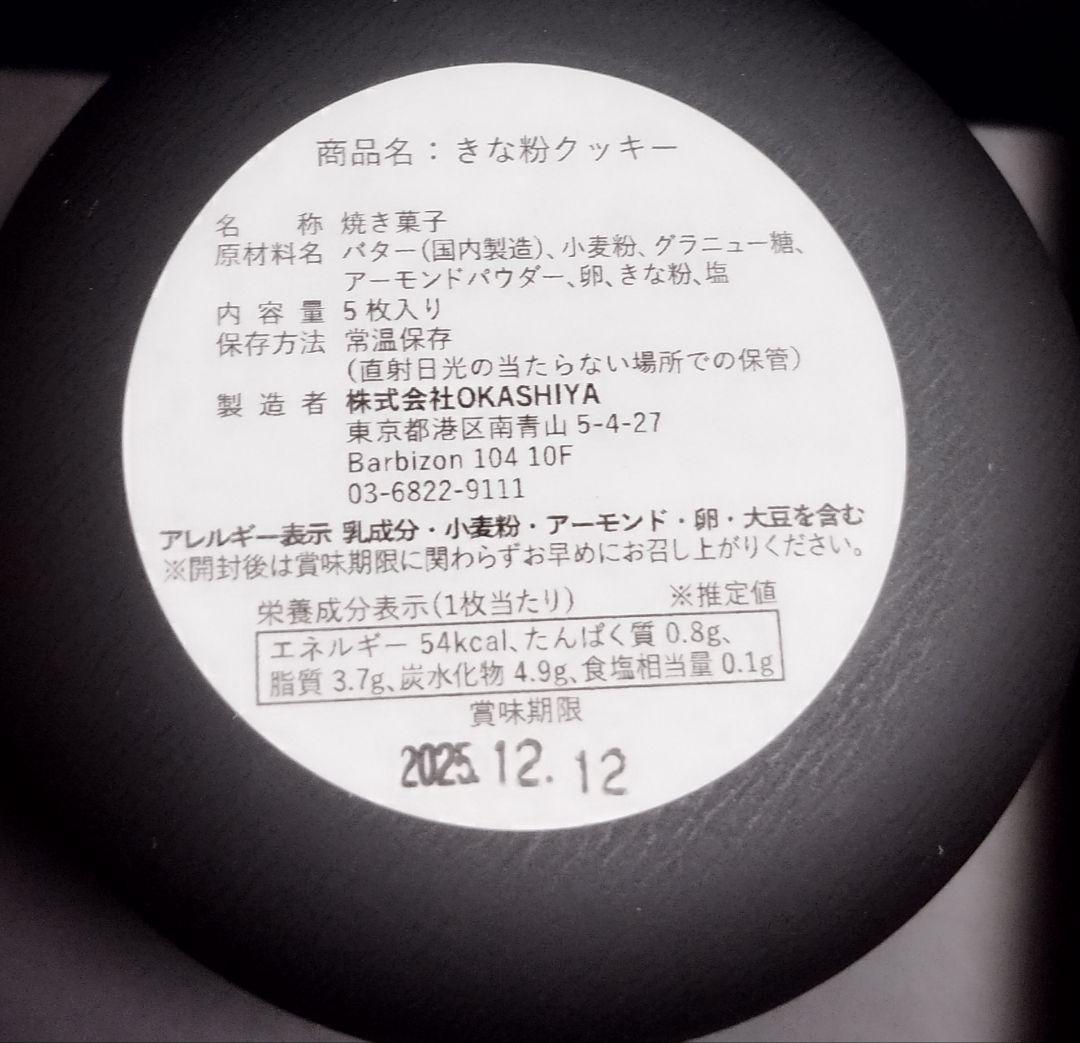 商品名：きな粉クッキー
名　　称 焼き菓子
原材料名 バター(国内製造)、小麦粉、グラニュー糖、
アーモンドパウダー、卵、きな粉、塩
内 容 量 5枚入り
保存方法 常温保存
(直射日光の当たらない場所での保管)
製 造 者 株式会社OKASHIYA
東京都港区南青山 5-4-27
Barbizon 104 10F
03-6822-9111
アレルギー表示 乳成分・小麦粉・アーモンド・卵・大豆を含む
※開封後は賞味期限に関わらずお早めにお召し上がりください。
栄養成分表示(1枚当たり) ※推定値
エネルギー 54kcal、たんぱく質 0.8g、
脂質 3.7g、炭水化物 4.9g、食塩相当量 0.1g
賞味期限
2025.12.12